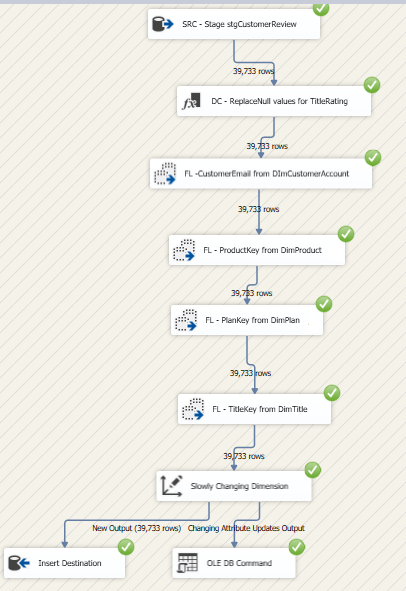 SRC - Stage stgCustomerReview
39,733 rows
DC - ReplaceNull values for TitleRating
39,733 rows
FL -CustomerEmail from DImCustomerAccount
39,733 rows
FL - ProductKey from DimProduct
39,733 rows
FL - PlanKey from DimPlan
39,733 rows
FL - TitleKey from DimTitle
39,733 rows
Slowly Changing Dimension
New Output (39,733 rows) Changing Attribute Updates Output
Insert Destination
OLE DB Command